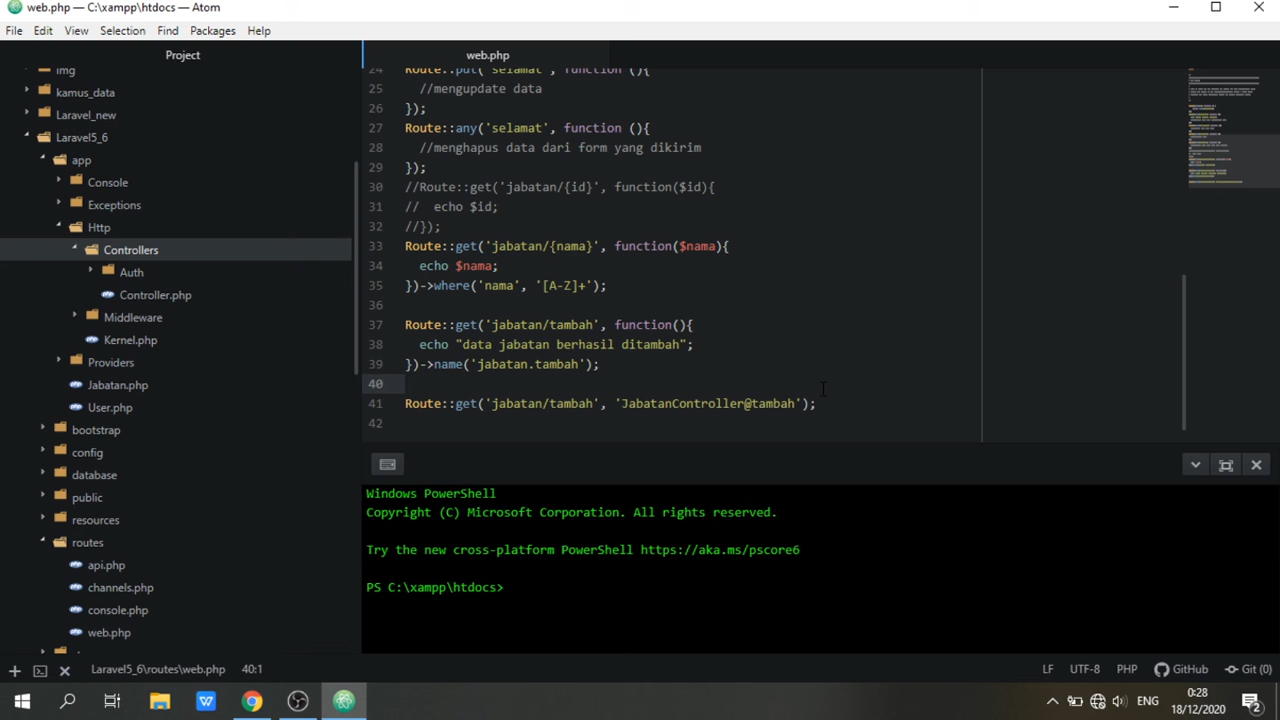 web.php — C:\xampp\htdocs — Atom
File Edit View Selection Find Packages Help
Project
img
kamus_data
Laravel_new
Laravel5_6
app
Console
Exceptions
Http
Controllers
Auth
Controller.php
Middleware
Kernel.php
Providers
Jabatan.php
User.php
bootstrap
config
database
public
resources
routes
api.php
channels.php
console.php
web.php
web.php
24 Route::put('selamat', function (){
25 //mengupdate data
26 });
27 Route::any('selamat', function (){
28 //menghapus data dari form yang dikirim
29 });
30 //Route::get('jabatan/{id}', function($id){
31 // echo $id;
32 //});
33 Route::get('jabatan/{nama}', function($nama){
34 echo $nama;
35 })->where('nama', '[A-Z]+');
36
37 Route::get('jabatan/tambah', function(){
38 echo "data jabatan berhasil ditambah";
39 })->name('jabatan.tambah');
40
41 Route::get('jabatan/tambah', 'JabatanController@tambah');
42
Windows PowerShell
Copyright (C) Microsoft Corporation. All rights reserved.
Try the new cross-platform PowerShell https://aka.ms/pscore6
PS C:\xampp\htdocs>
Laravel5_6\routes\web.php 40:1 LF UTF-8 PHP GitHub Git (0)
ENG
0:28
18/12/2020
2